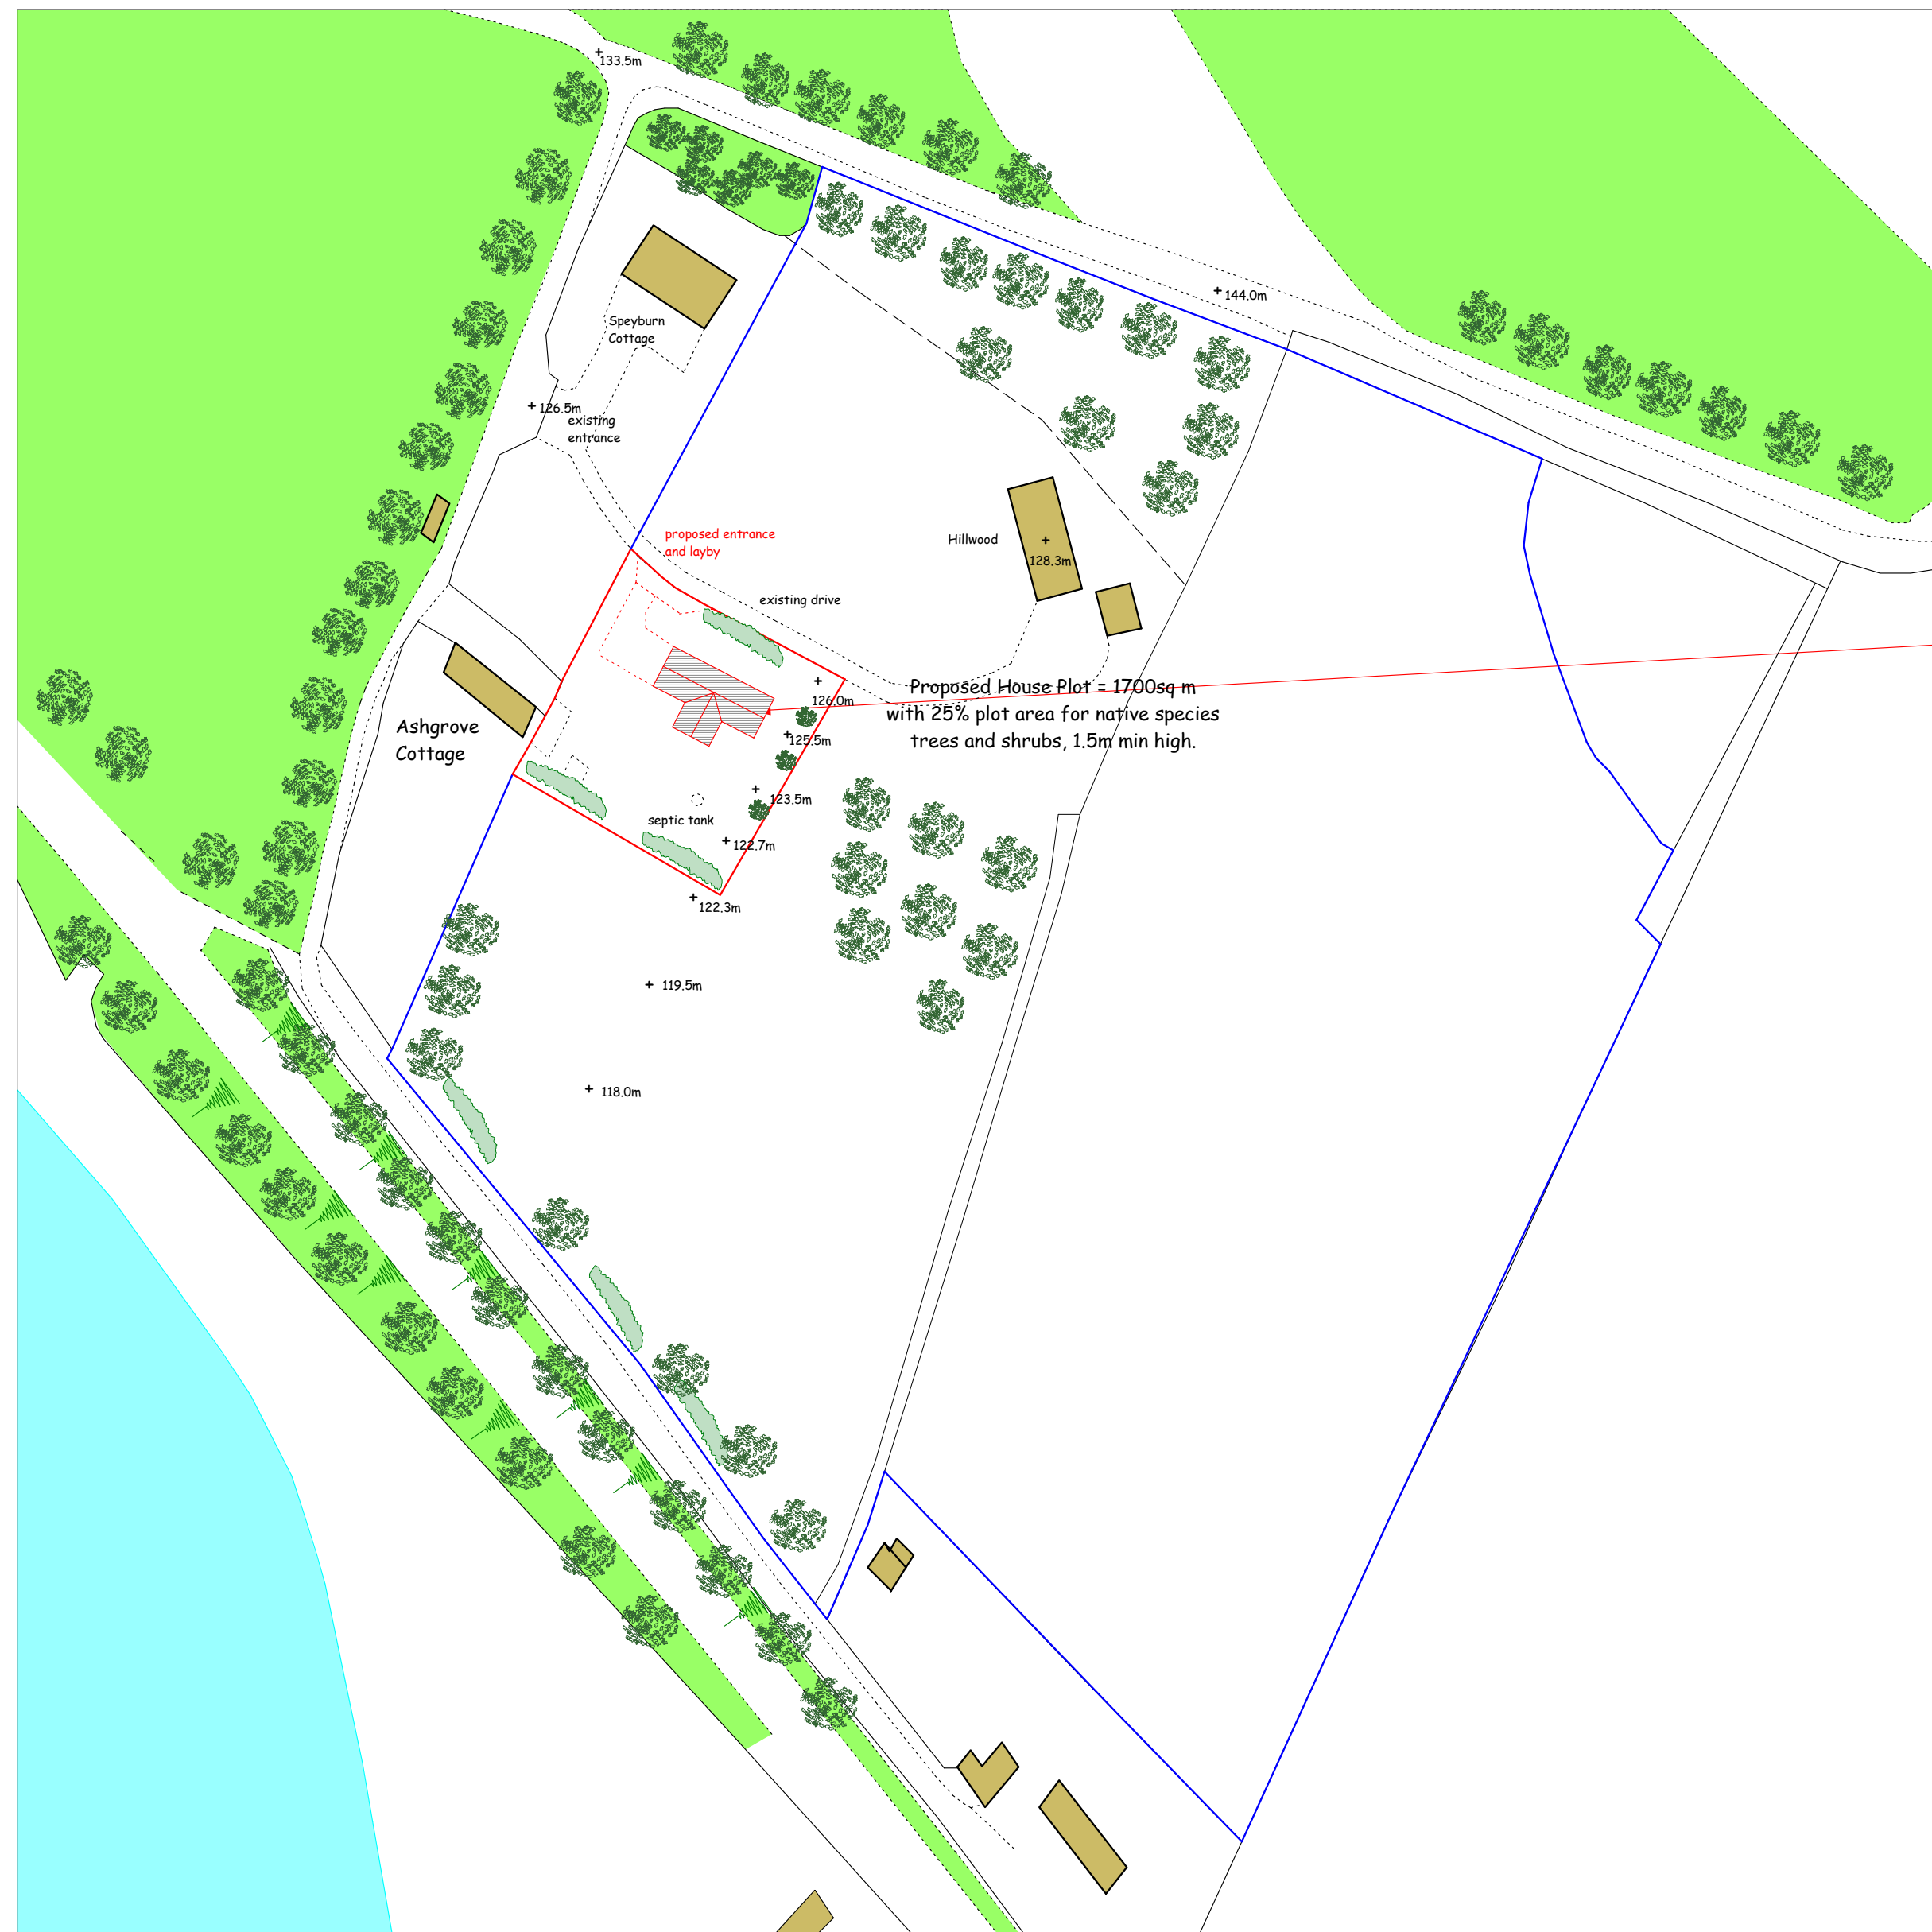 133.5m
144.0m
Speyburn
Cottage
126.5m
existing
entrance
proposed entrance
and layby
Hillwood
128.3m
existing drive
Proposed House Plot = 1700sq m
with 25% plot area for native species
trees and shrubs, 1.5m min high.
126.0m
125.5m
Ashgrove
Cottage
123.5m
septic tank
122.7m
122.3m
119.5m
118.0m